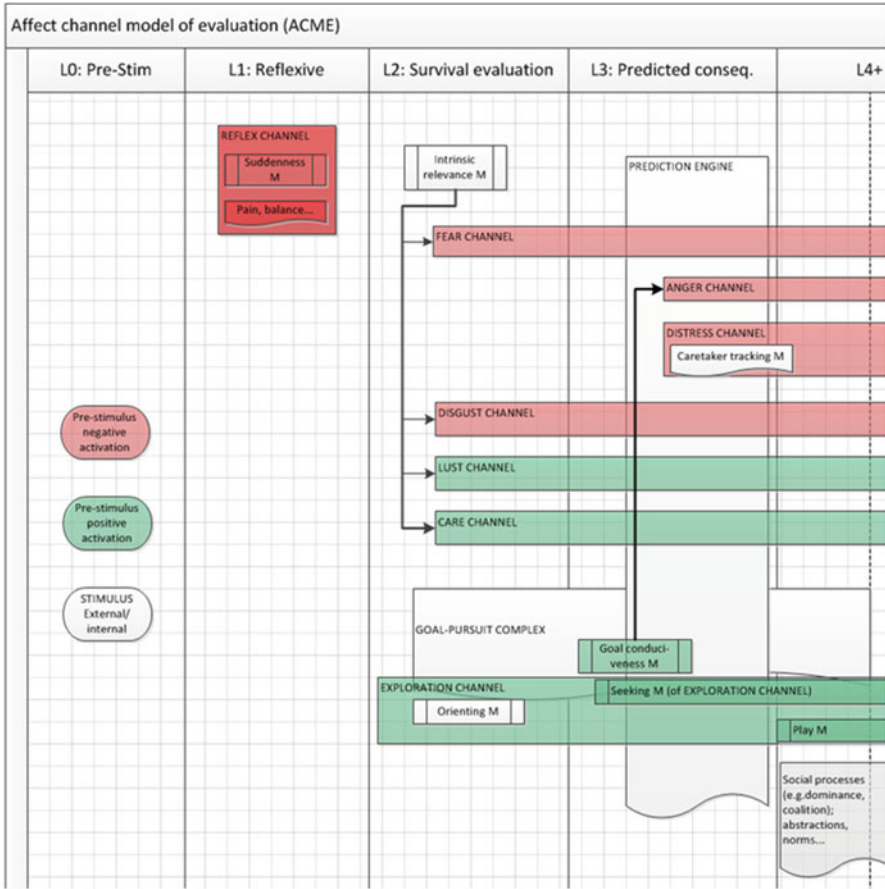 Affect channel model of evaluation (ACME)
L0: Pre-Stim
L1: Reflexive
L2: Survival evaluation
L3: Predicted conseq.
L4+
REFLEX CHANNEL
Suddenness
M
Pain, balance...
Intrinsic
relevance M
PREDICTION ENGINE
FEAR CHANNEL
ANGER CHANNEL
DISTRESS CHANNEL
Caretaker tracking M
Pre-stimulus
negative
activation
DISGUST CHANNEL
LUST CHANNEL
Pre-stimulus
positive
activation
CARE CHANNEL
STIMULUS
External/
internal
GOAL-PURSUIT COMPLEX
Goal conduci-
veness M
EXPLORATION CHANNEL
Seeking M (of EXPLORATION CHANNEL)
Orienting M
Play M
Social processes
(e.g.dominance,
coalition);
abstractions,
norms...